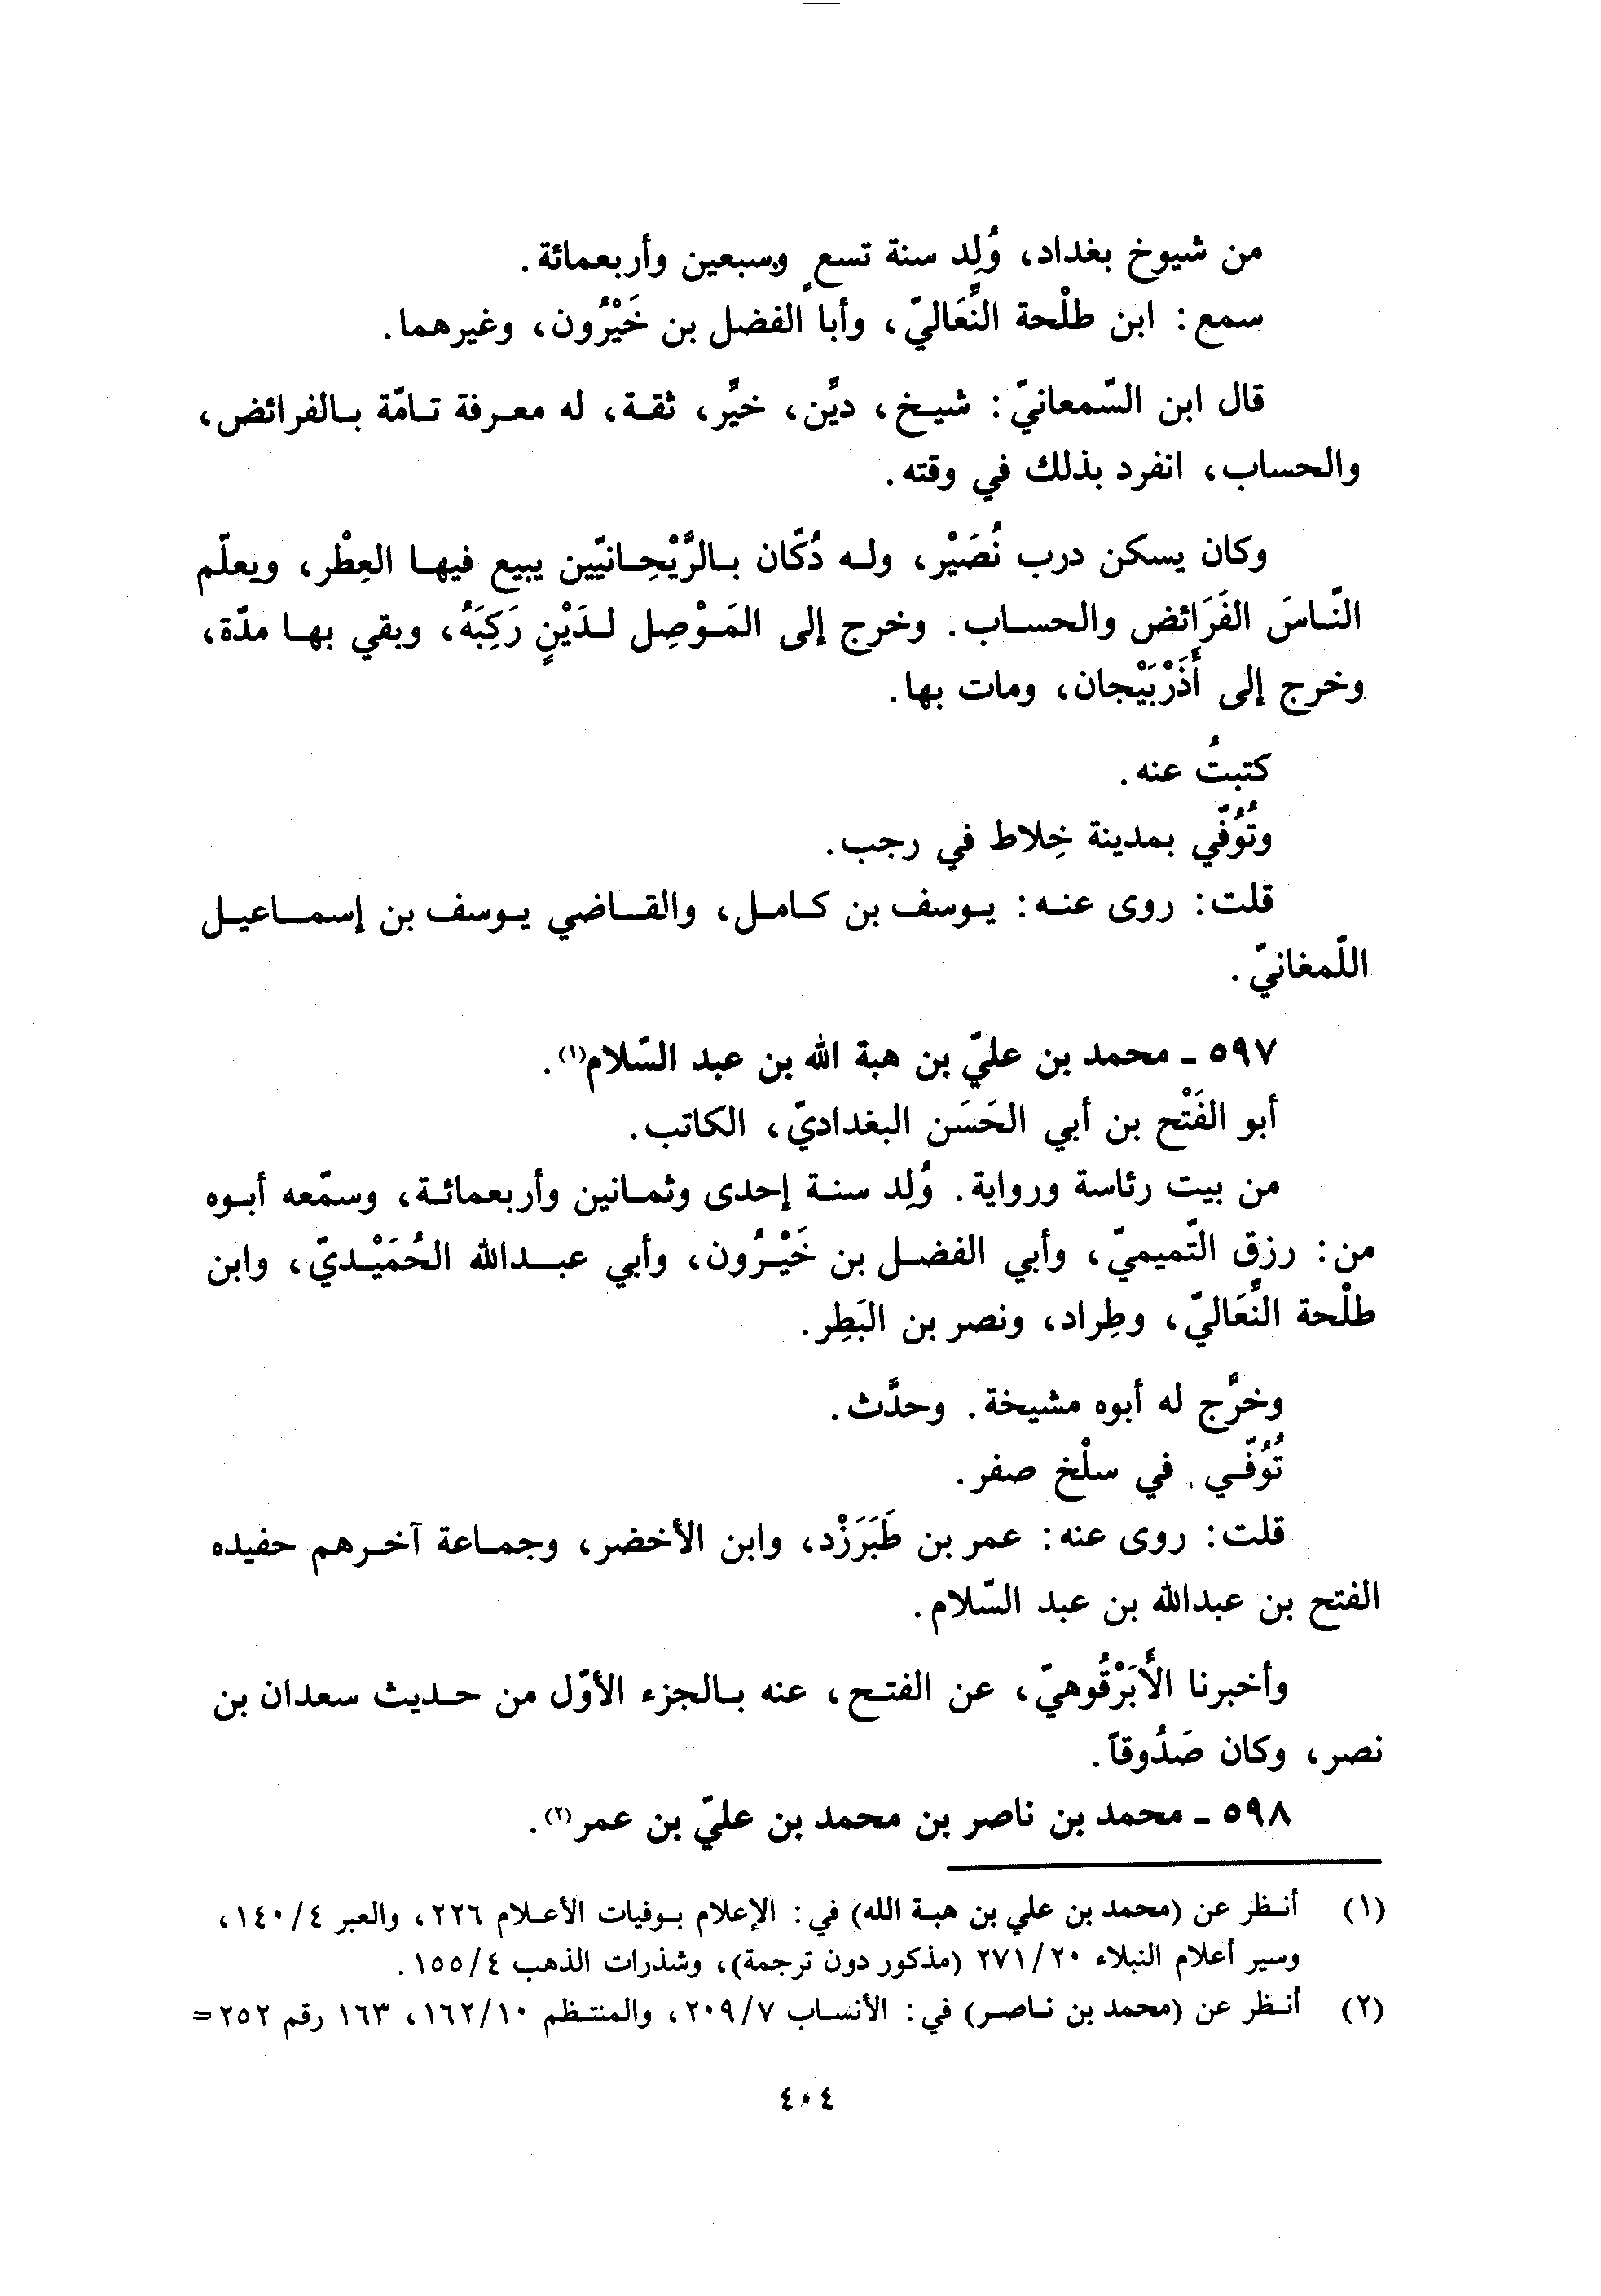 من شيوخ بغداد، وُلِد سنة تسعٍ وسبعين وأربعمائة.
سمع: ابن طلْحة النِّعَاليّ، وأبا الفضل بن خَيْرُون، وغيرهما.
قال ابن السّمعانيّ: شيخ، ديِّن، خيِّر، ثقة، له معرفة تامّة بالفرائض،
والحساب، انفرد بذلك في وقته.
وكان يسكن درب نُصَيْر، وله دُكّان بالرَّيْحانيّين يبيع فيها العِطْر، ويعلّم
النّاسَ الفَرَائض والحساب. وخرج إلى المَوْصِل لدَيْنٍ رَكِبَهُ، وبقي بها مدّة،
وخرج إلى أَذَرْبَيْجان، ومات بها.
كتبتُ عنه.
وتُوُفّي بمدينة خِلاط في رجب.
قلت: روى عنه: يوسف بن كامل، والقاضي يوسف بن إسماعيل
اللّمغانيّ.
٥٩٧ ـ محمد بن عليّ بن هبة الله بن عبد السّلام(١).
أبو الفَتْح بن أبي الحَسَن البغداديّ، الكاتب.
من بيت رئاسة ورواية. وُلِد سنة إحدى وثمانين وأربعمائة، وسمّعه أبوه
من: رزق التّميميّ، وأبي الفضل بن خَيْرُون، وأبي عبدالله الحُمَيْديّ، وابن
طلْحة النِّعَاليّ، وطِراد، ونصر بن البَطِر.
وخرَّج له أبوه مشيخة. وحدَّث.
تُوُفّي في سلْخ صفر.
قلت: روى عنه: عمر بن طَبَرَزْد، وابن الأخضر، وجماعة آخرهم حفيده
الفتح بن عبدالله بن عبد السّلام.
وأخبرنا الأَبَرْقُوهيّ، عن الفتح، عنه بالجزء الأوّل من حديث سعدان بن
نصر، وكان صَدُوقاً.
٥٩٨ ـ محمد بن ناصر بن محمد بن عليّ بن عمر(٢).
(١) أنظر عن (محمد بن علي بن هبة الله) في: الإعلام بوفيات الأعلام ٢٢٦، والعبر ٤/١٤٠،
وسير أعلام النبلاء ٢٠/٢٧١ (مذكور دون ترجمة)، وشذرات الذهب ٤/١٥٥.
(٢) أنظر عن (محمد بن ناصر) في: الأنساب ٧/٢٠٩، والمنتظم ١٠/١٦٢، ١٦٣ رقم ٢٥٢=
٤٠٤